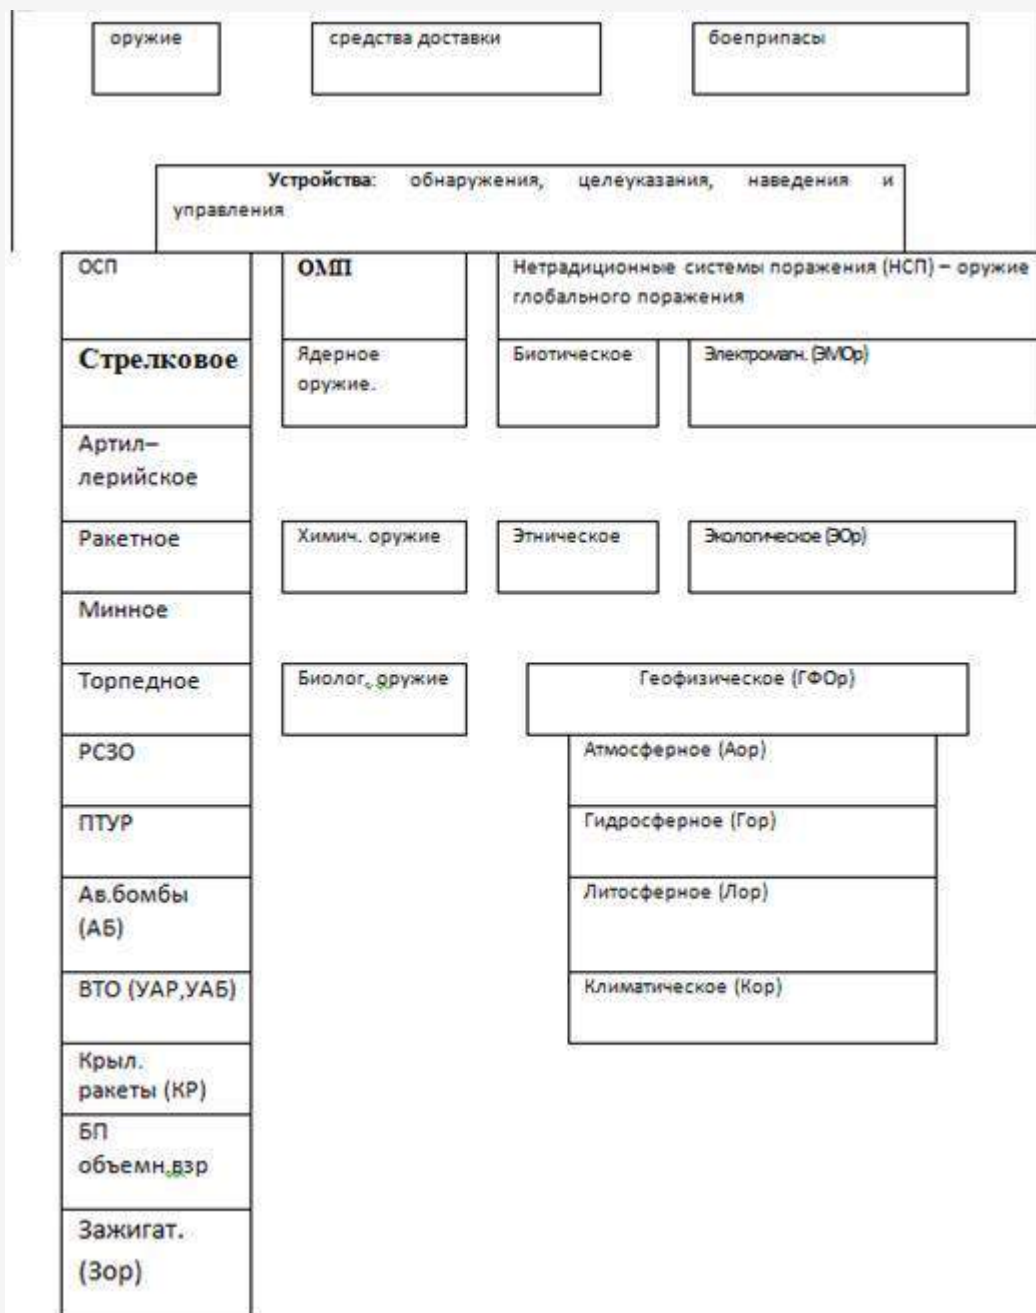 оружие
средства доставки
боеприпасы
Устройства: обнаружения, целеуказания, наведения и
управления
ОСП
ОМП
Нетрадиционные системы поражения (НСП) – оружие
глобального поражения
Стрелковое
Ядерное
оружие.
Биотическое
Электромагн. (ЭМОр)
Артил–
лерийское
Ракетное
Химич. оружие
Этническое
Экологическое (ЭОр)
Минное
Торпедное
Биолог. оружие
Геофизическое (ГФОр)
РСЗО
Атмосферное (Аор)
ПТУР
Гидросферное (Гор)
Ав.бомбы
(АБ)
Литосферное (Лор)
ВТО (УАР,УАБ)
Климатическое (Кор)
Крыл.
ракеты (КР)
БП
объемн.взр
Зажигат.
(Зор)